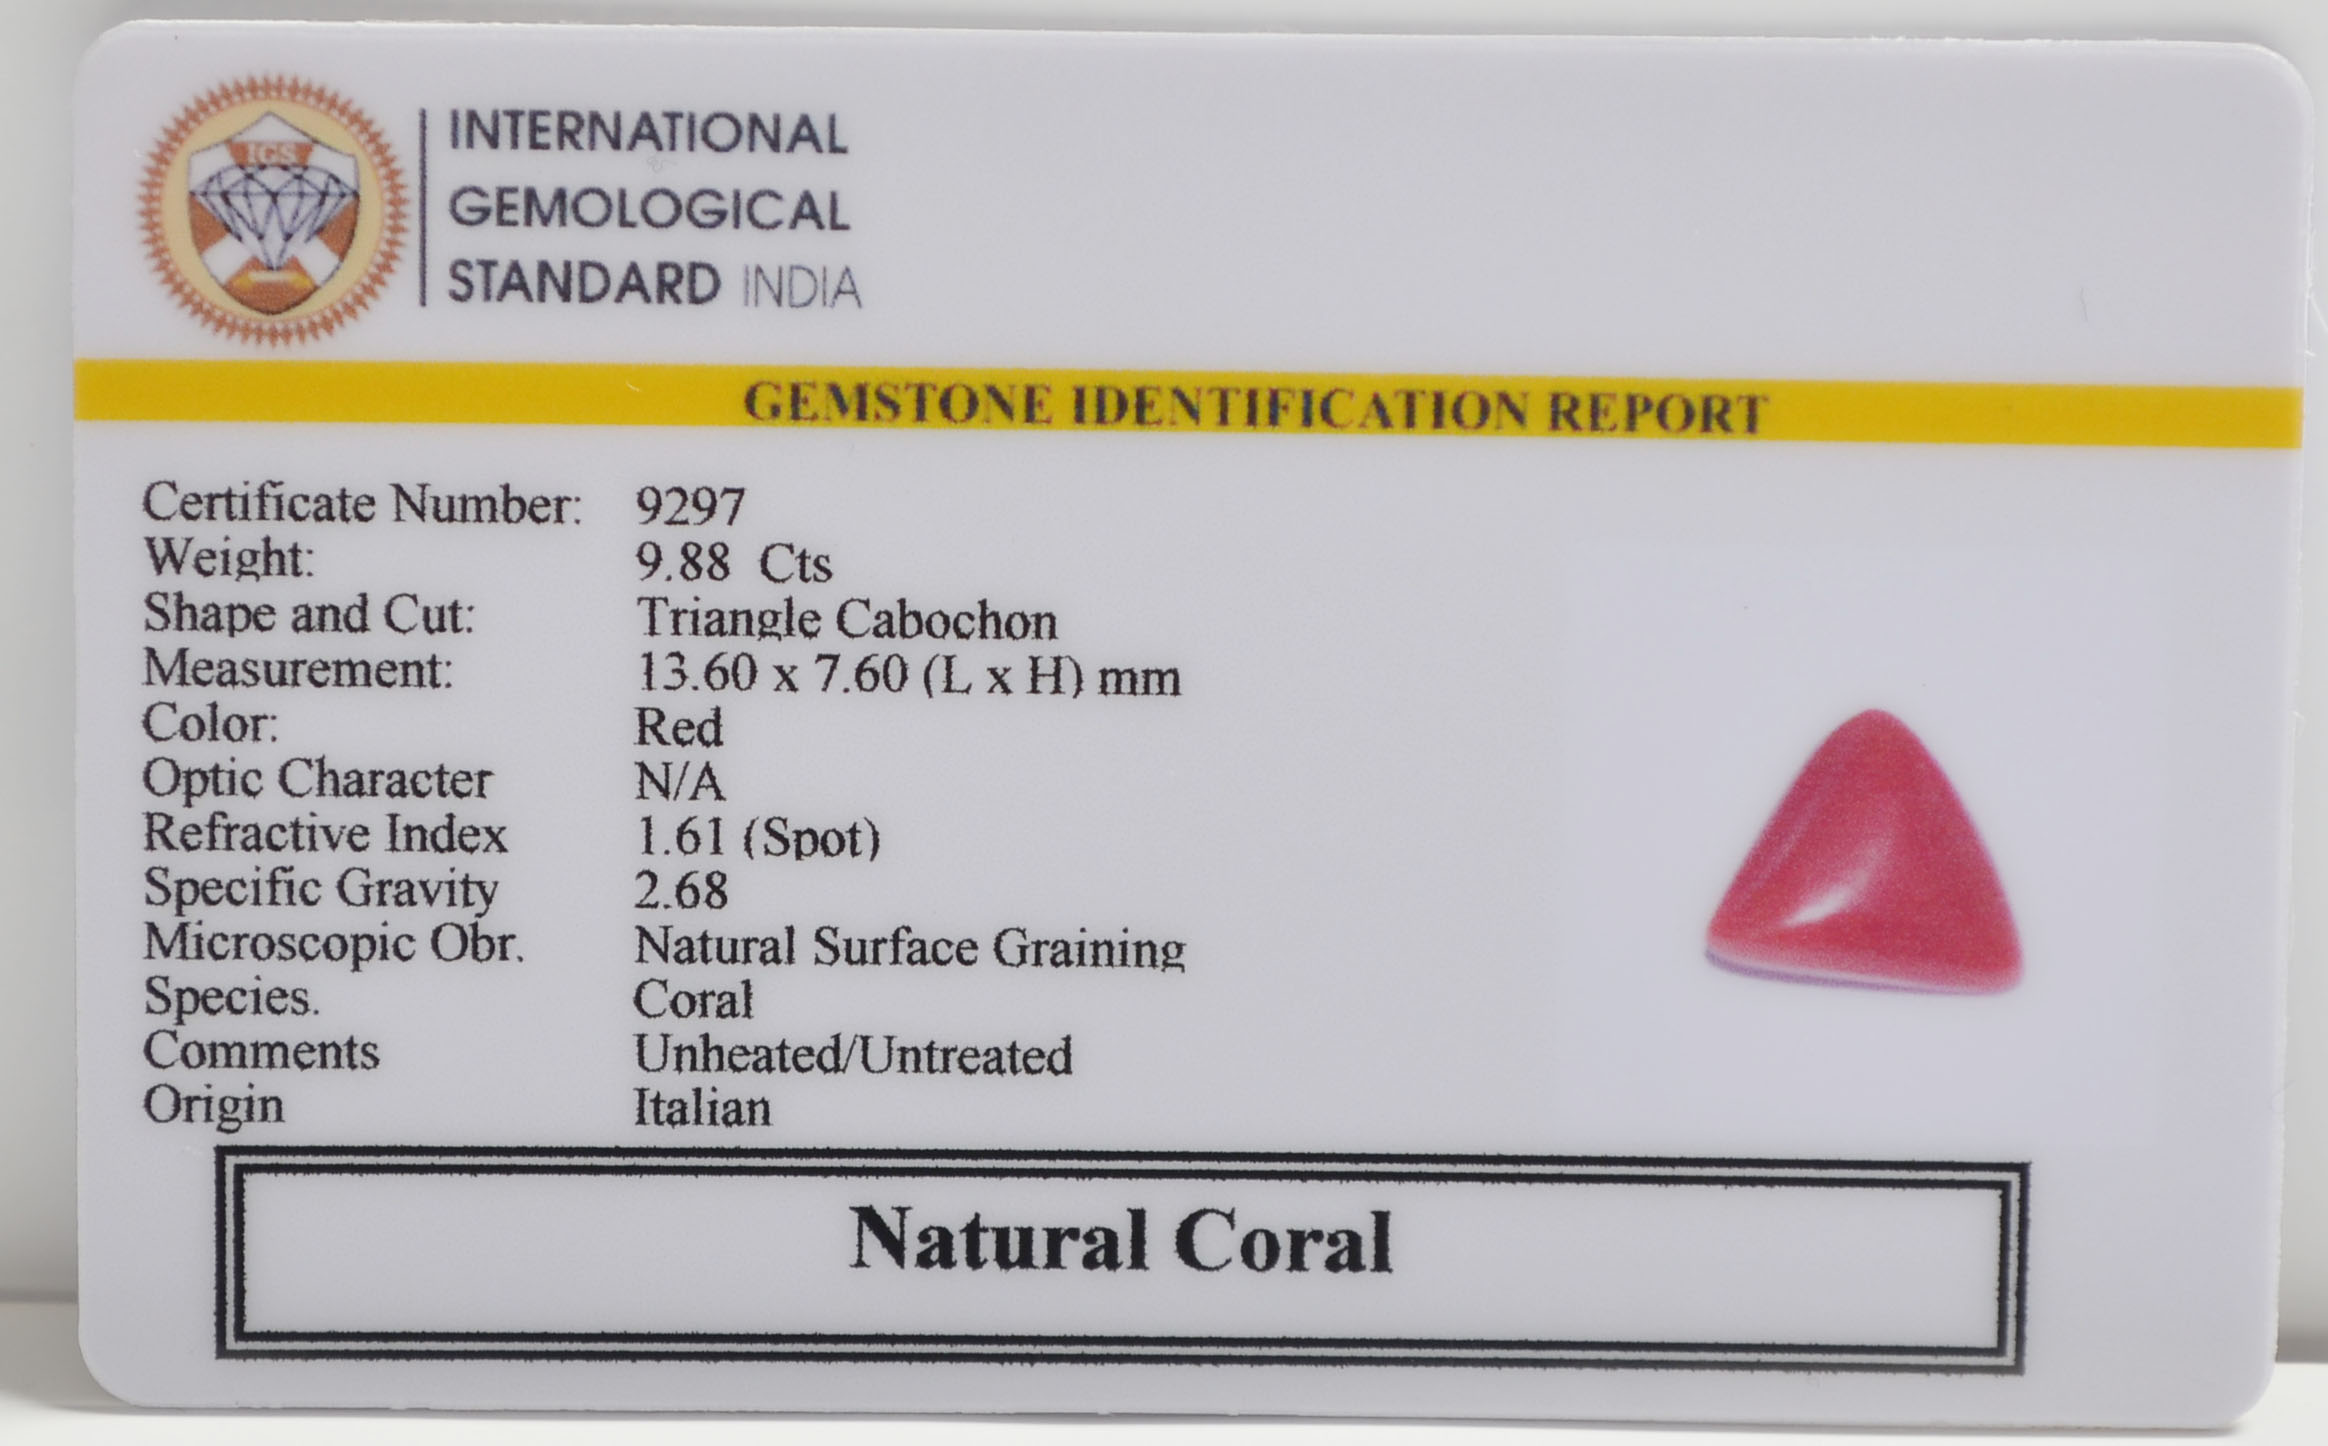 IGS
INTERNATIONAL
GEMOLOGICAL
STANDARD INDIA
GEMSTONE IDENTIFICATION REPORT
Certificate Number: 9297
Weight: 9.88 Cts
Shape and Cut: Triangle Cabochon
Measurement: 13.60 x 7.60 (L x H) mm
Color: Red
Optic Character N/A
Refractive Index 1.61 (Spot)
Specific Gravity 2.68
Microscopic Obr. Natural Surface Graining
Species. Coral
Comments Unheated/Untreated
Origin Italian
Natural Coral